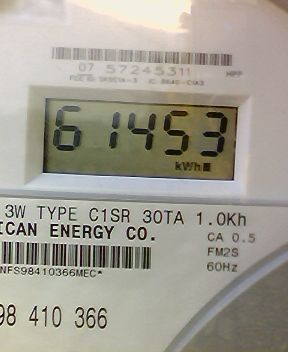 07 57245311 MPP
61453
kWh
3W TYPE C1SR 30TA 1.0Kh
ICAN ENERGY CO.
CA 0.5
FM2S
NFS98410366MEC*
60Hz
98 410 366